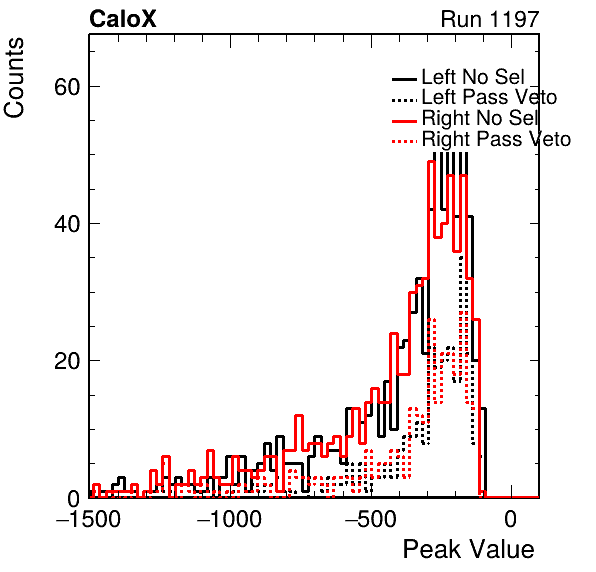 CaloX Run 1197
Counts
Left No Sel
Left Pass Veto
Right No Sel
Right Pass Veto
60
40
20
0
−1500 −1000 −500 0
Peak Value